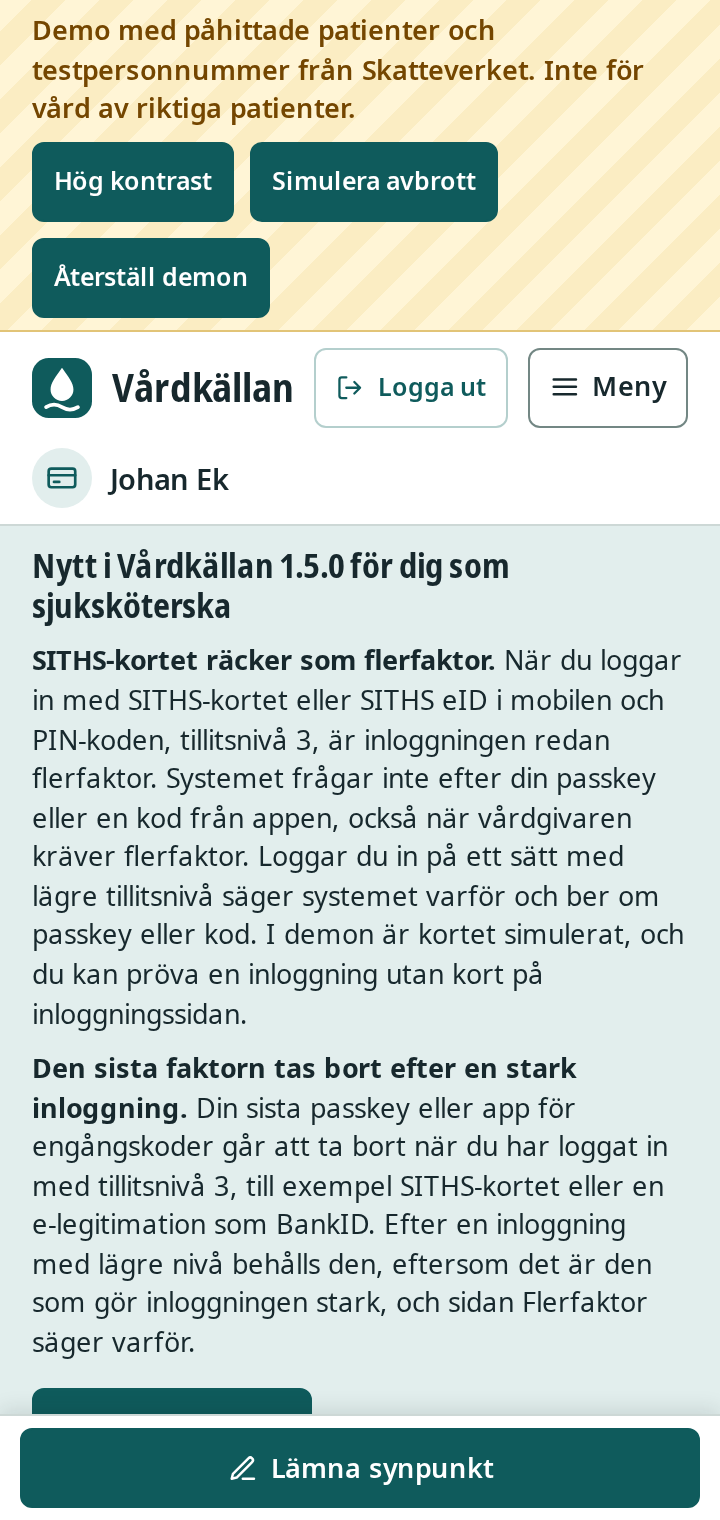 Demo med påhittade patienter och
testpersonnummer från Skatteverket. Inte för
vård av riktiga patienter.
Hög kontrast
Simulera avbrott
Återställ demon
Vårdkällan
Logga ut
Meny
Johan Ek
Nytt i Vårdkällan 1.5.0 för dig som
sjuksköterska
SITHS-kortet räcker som flerfaktor. När du loggar
in med SITHS-kortet eller SITHS eID i mobilen och
PIN-koden, tillitsnivå 3, är inloggningen redan
flerfaktor. Systemet frågar inte efter din passkey
eller en kod från appen, också när vårdgivaren
kräver flerfaktor. Loggar du in på ett sätt med
lägre tillitsnivå säger systemet varför och ber om
passkey eller kod. I demon är kortet simulerat, och
du kan pröva en inloggning utan kort på
inloggningssidan.
Den sista faktorn tas bort efter en stark
inloggning. Din sista passkey eller app för
engångskoder går att ta bort när du har loggat in
med tillitsnivå 3, till exempel SITHS-kortet eller en
e-legitimation som BankID. Efter en inloggning
med lägre nivå behålls den, eftersom det är den
som gör inloggningen stark, och sidan Flerfaktor
säger varför.
Lämna synpunkt